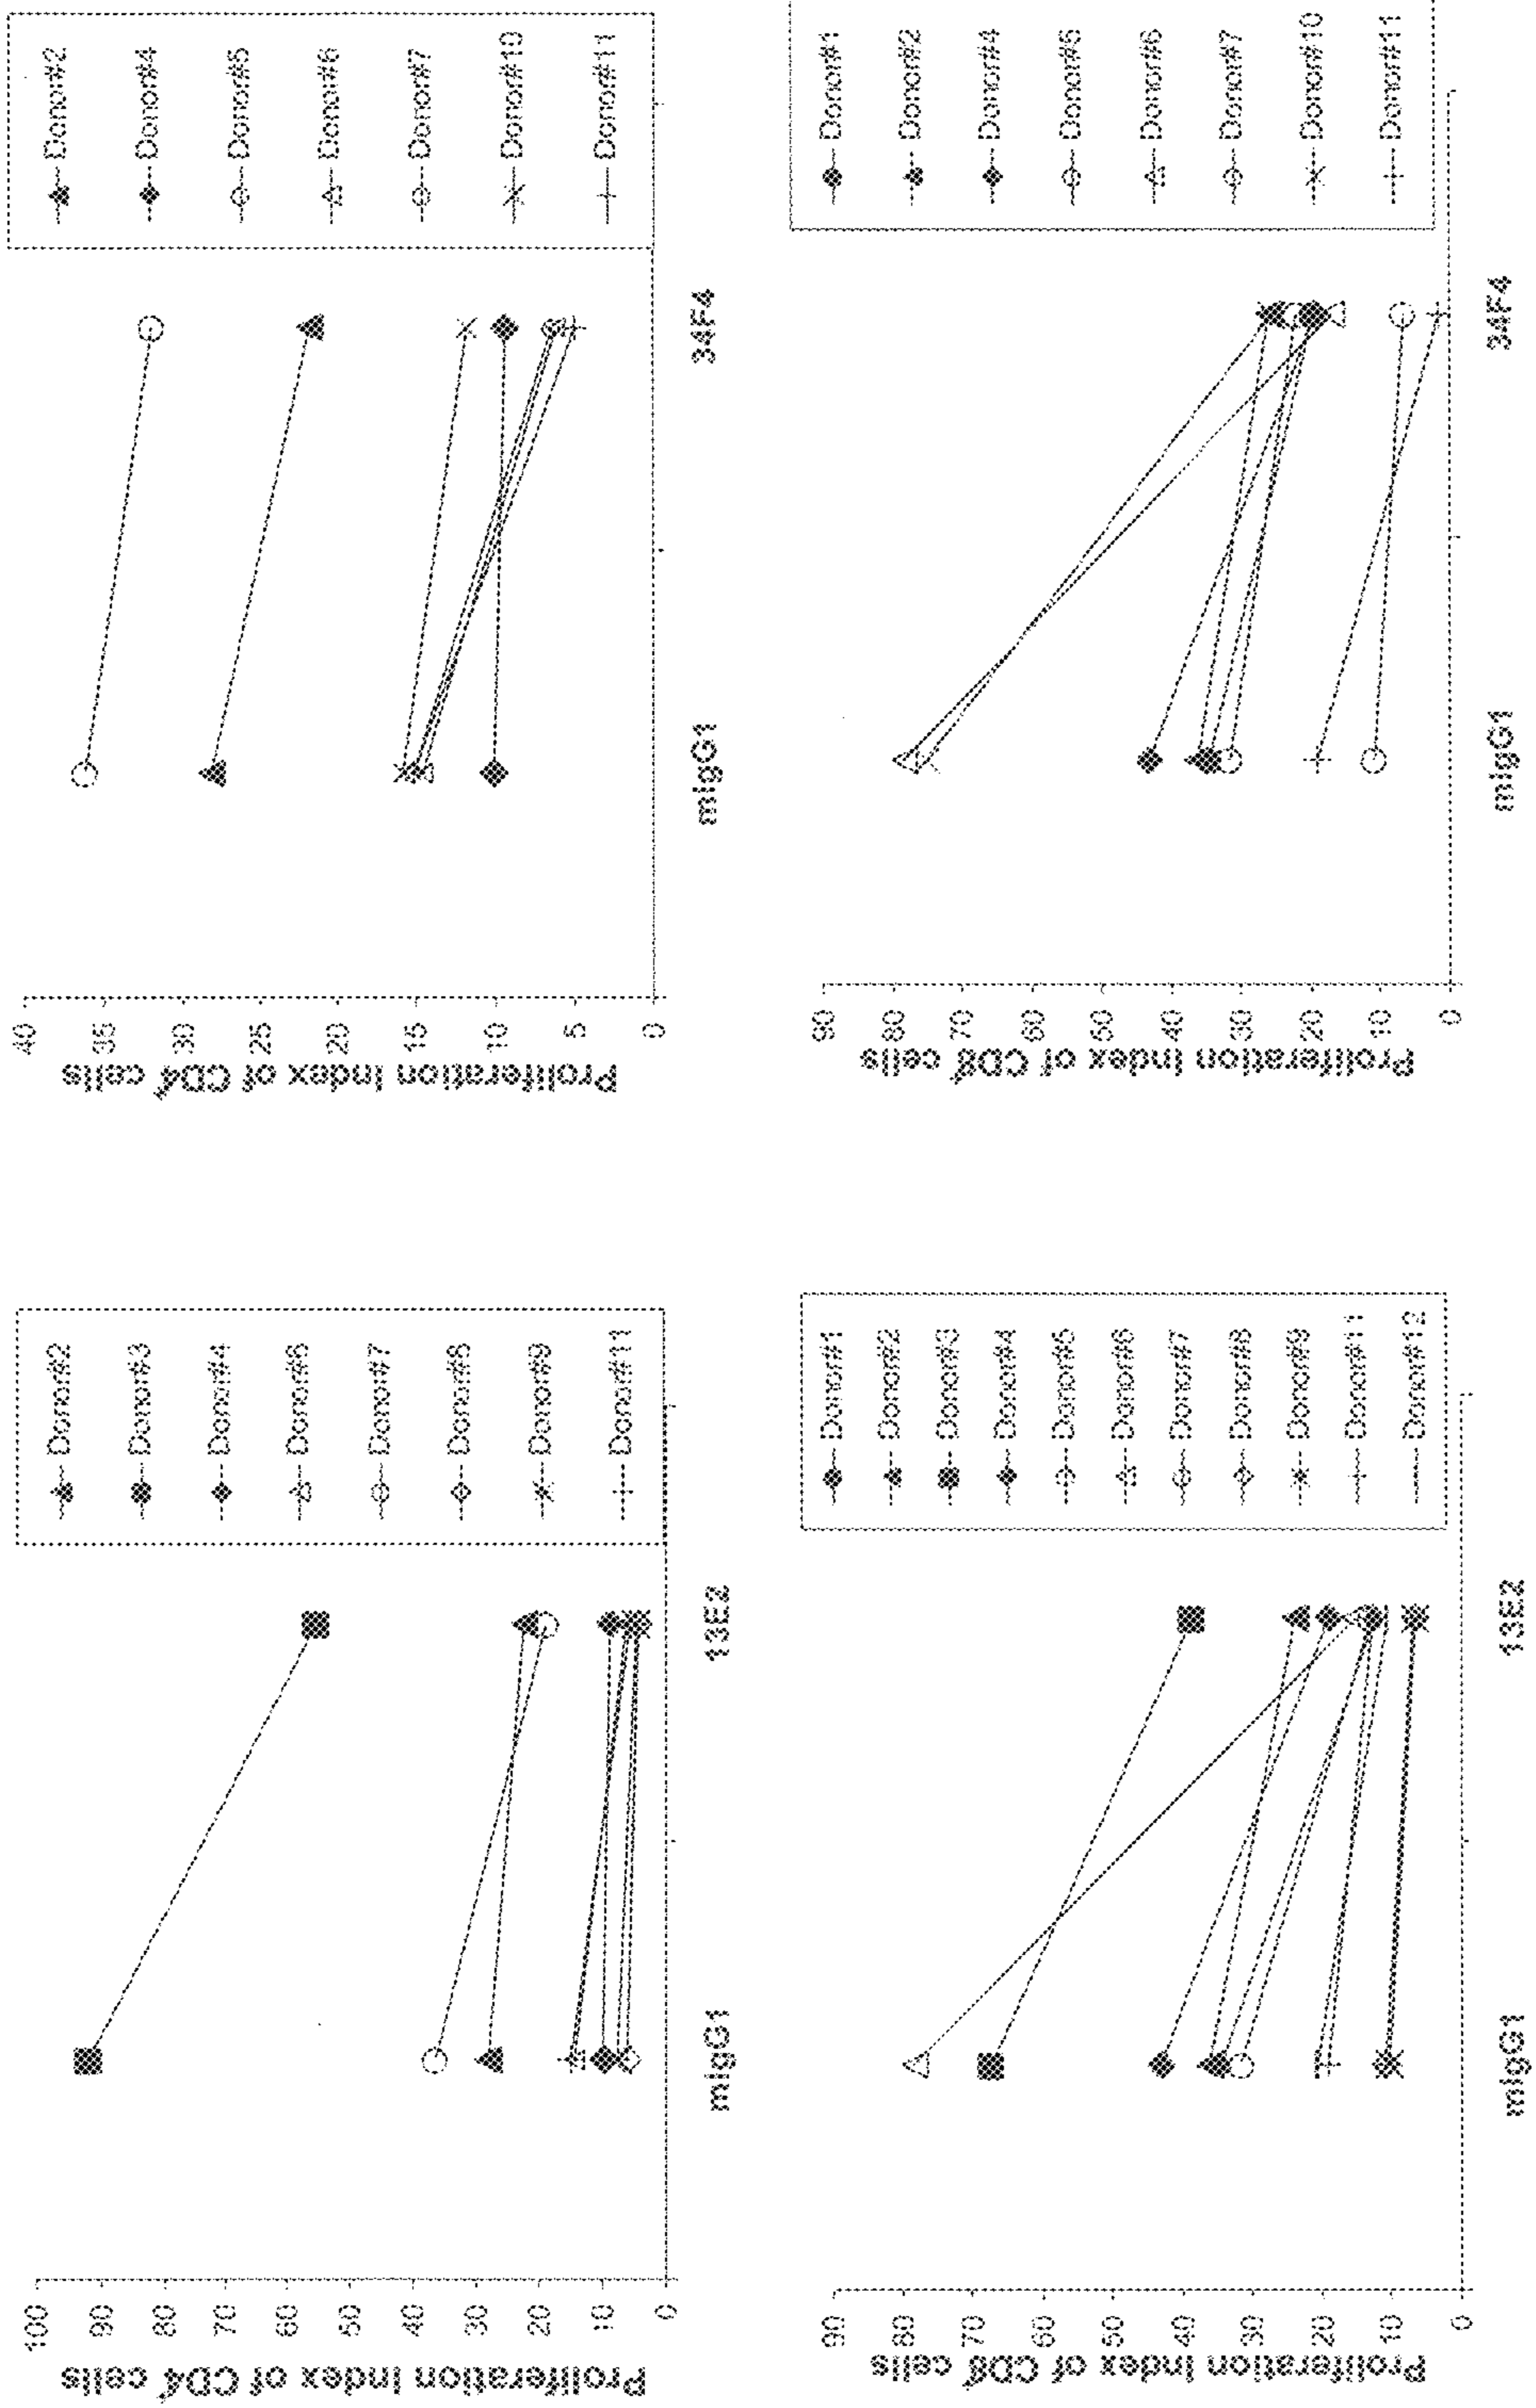 Proliferation Index of CD4 cells
100
90
80
70
60
50
40
30
20
10
0
mIgG1
13E2
Donor#2
Donor#3
Donor#4
Donor#6
Donor#7
Donor#8
Donor#9
Donor#11
Proliferation Index of CD4 cells
40
35
30
25
20
15
10
5
0
mIgG1
34F4
Donor#2
Donor#4
Donor#5
Donor#6
Donor#7
Donor#10
Donor#11
Proliferation Index of CD8 cells
90
80
70
60
50
40
30
20
10
0
mIgG1
13E2
Donor#1
Donor#2
Donor#3
Donor#4
Donor#5
Donor#6
Donor#7
Donor#8
Donor#9
Donor#11
Donor#12
Proliferation Index of CD8 cells
90
80
70
60
50
40
30
20
10
0
mIgG1
34F4
Donor#1
Donor#2
Donor#4
Donor#5
Donor#6
Donor#7
Donor#10
Donor#11